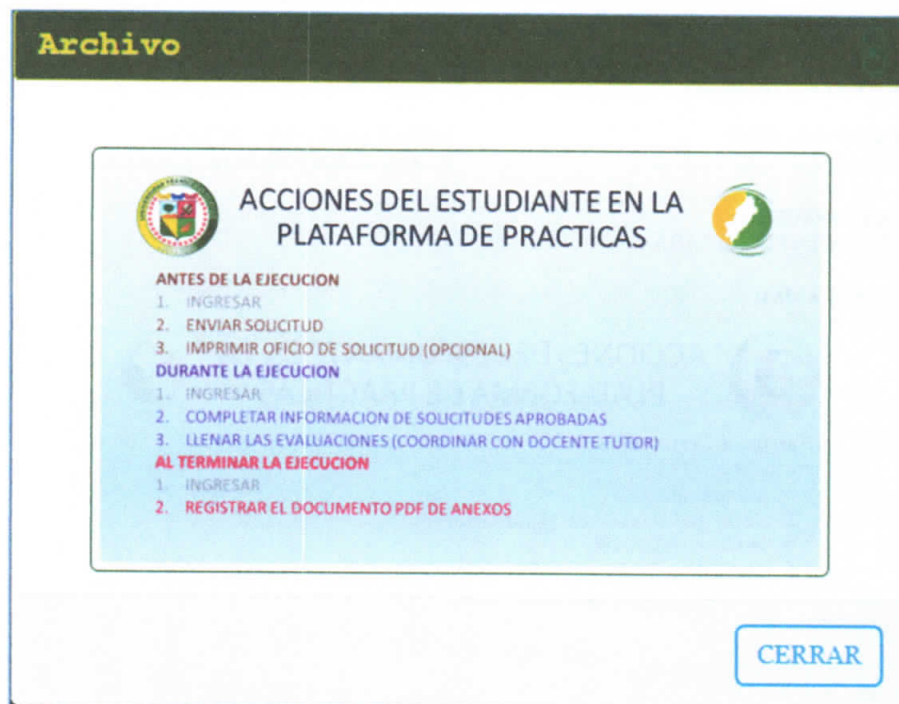 Archivo
ACCIONES DEL ESTUDIANTE EN LA
PLATAFORMA DE PRACTICAS
ANTES DE LA EJECUCION
1. INGRESAR
2. ENVIAR SOLICITUD
3. IMPRIMIR OFICIO DE SOLICITUD (OPCIONAL)
DURANTE LA EJECUCION
1. INGRESAR
2. COMPLETAR INFORMACION DE SOLICITUDES APROBADAS
3. LLENAR LAS EVALUACIONES (COORDINAR CON DOCENTE TUTOR)
AL TERMINAR LA EJECUCION
1. INGRESAR
2. REGISTRAR EL DOCUMENTO PDF DE ANEXOS
CERRAR